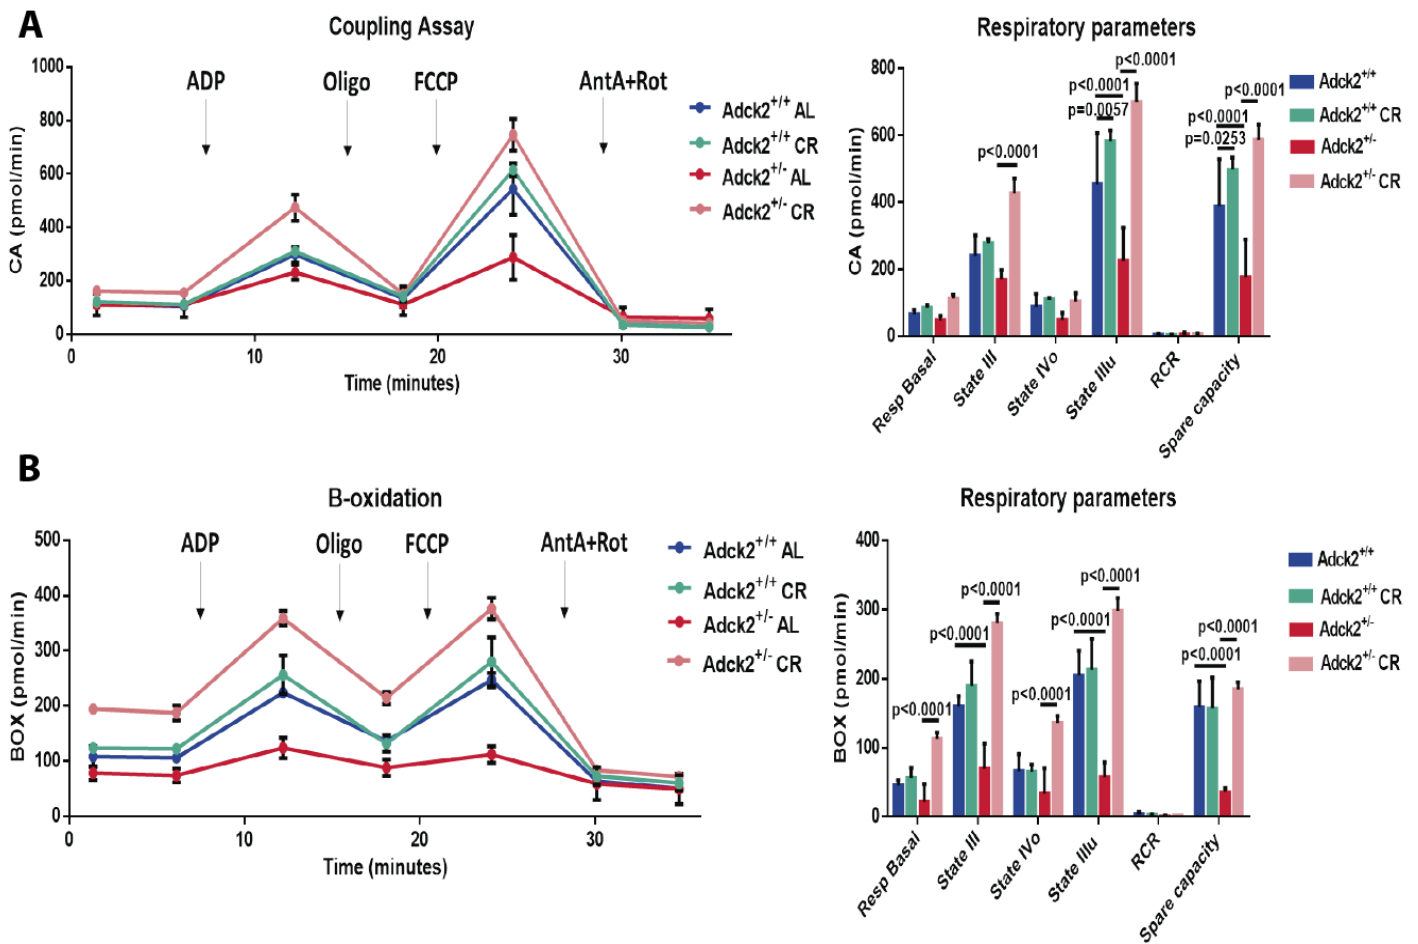 A
Coupling Assay
1000
800
600
400
200
0
CA (pmol/min)
ADP
Oligo
FCCP
AntA+Rot
0
10
20
30
Time (minutes)
Adck2+/+ AL
Adck2+/+ CR
Adck2+/- AL
Adck2+/- CR
Respiratory parameters
800
600
400
200
0
CA (pmol/min)
p<0.0001
p<0.0001
p<0.0001
p=0.0057
p<0.0001
p<0.0001
p=0.0253
Resp Basal
State III
State IVo
State IIIu
RCR
Spare capacity
Adck2+/+
Adck2+/+ CR
Adck2+/-
Adck2+/- CR
B
B-oxidation
500
400
300
200
100
0
BOX (pmol/min)
ADP
Oligo
FCCP
AntA+Rot
0
10
20
30
Time (minutes)
Adck2+/+ AL
Adck2+/+ CR
Adck2+/- AL
Adck2+/- CR
Respiratory parameters
400
300
200
100
0
BOX (pmol/min)
p<0.0001
p<0.0001
p<0.0001
p<0.0001
p<0.0001
p<0.0001
p<0.0001
p<0.0001
Resp Basal
State III
State IVo
State IIIu
RCR
Spare capacity
Adck2+/+
Adck2+/+ CR
Adck2+/-
Adck2+/- CR